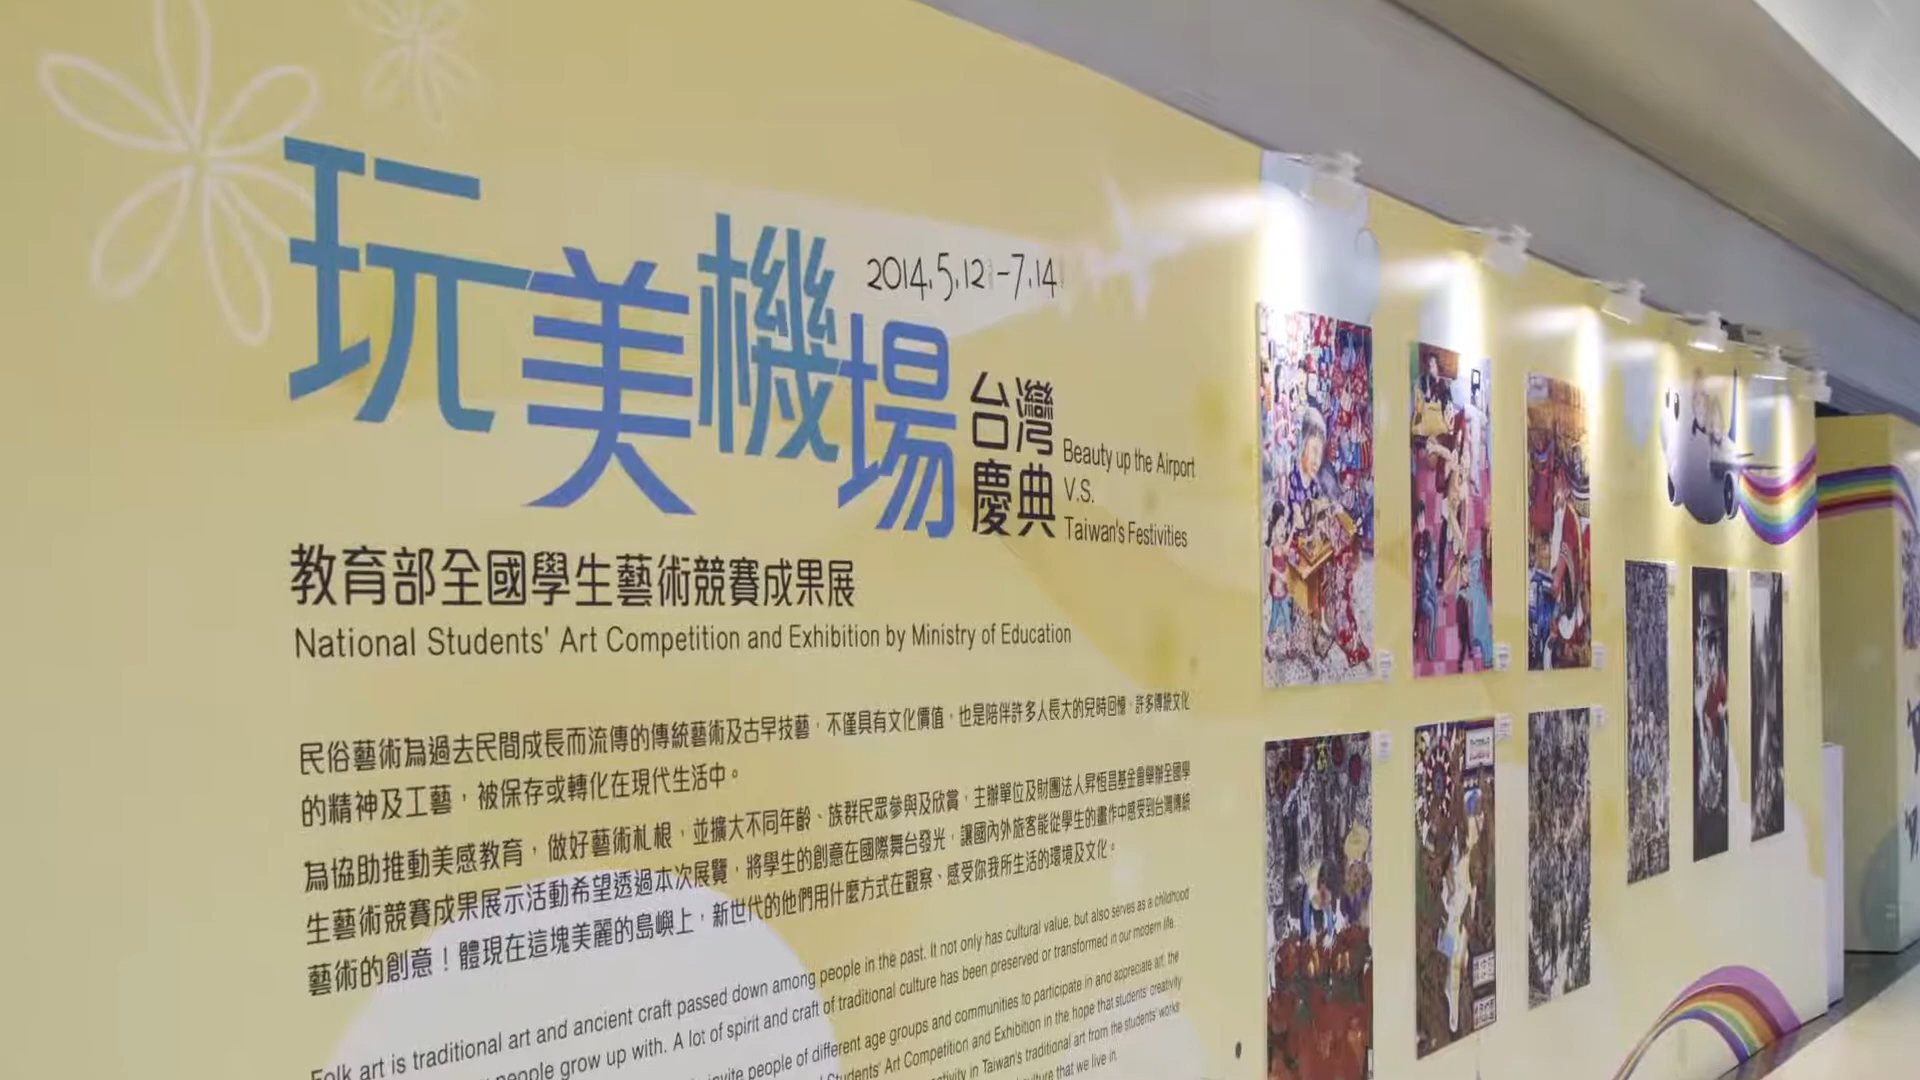 玩美機場
2014.5.12-7.14
台灣
慶典
Beauty up the Airport
V.S.
Taiwan's Festivities
教育部全國學生藝術競賽成果展
National Students' Art Competition and Exhibition by Ministry of Education
民俗藝術為過去民間成長而流傳的傳統藝術及古早技藝，不僅具有文化價值，也是陪伴許多人長大的兒時回憶，許多傳統文化
的精神及工藝，被保存或轉化在現代生活中。
為協助推動美感教育，做好藝術札根，並擴大不同年齡、族群民眾參與及欣賞，主辦單位及財團法人昇恆昌基金會舉辦全國學
生藝術競賽成果展示活動希望透過本次展覽，將學生的創意在國際舞台發光，讓國內外旅客能從學生的畫作中感受到台灣傳統
藝術的創意！體現在這塊美麗的島嶼上，新世代的他們用什麼方式在觀察、感受你我所生活的環境及文化。
Folk art is traditional art and ancient craft passed down among people in the past. It not only has cultural value, but also serves as a childhood
people grow up with. A lot of spirit and craft of traditional culture has been preserved or transformed in our modern life.
invite people of different age groups and communities to participate in and appreciate art, the
Students' Art Competition and Exhibition in the hope that students' creativity
in Taiwan's traditional art from the students' works
that we live in.